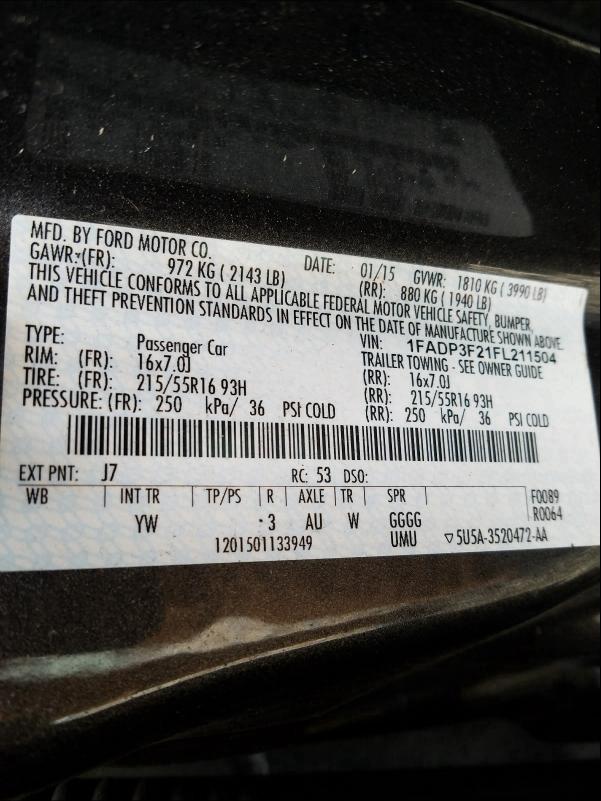 MFD. BY FORD MOTOR CO.
DATE: 01/15 GVWR: 1810 KG ( 3990 LB)
GAWR:(FR): 972 KG ( 2143 LB) (RR): 880 KG ( 1940 LB)
THIS VEHICLE CONFORMS TO ALL APPLICABLE FEDERAL MOTOR VEHICLE SAFETY, BUMPER,
AND THEFT PREVENTION STANDARDS IN EFFECT ON THE DATE OF MANUFACTURE SHOWN ABOVE.
VIN: 1FADP3F21FL211504
TYPE: Passenger Car TRAILER TOWING - SEE OWNER GUIDE
RIM: (FR): 16x7.0J (RR): 16x7.0J
TIRE: (FR): 215/55R16 93H (RR): 215/55R16 93H
PRESSURE: (FR): 250 kPa/ 36 PSI COLD (RR): 250 kPa/ 36 PSI COLD
EXT PNT: J7 RC: 53 DSO:
WB INT TR TP/PS R AXLE TR SPR F0089
R0064
YW 3 AU W GGGG
1201501133949 UMU ▽5U5A-3520472-AA